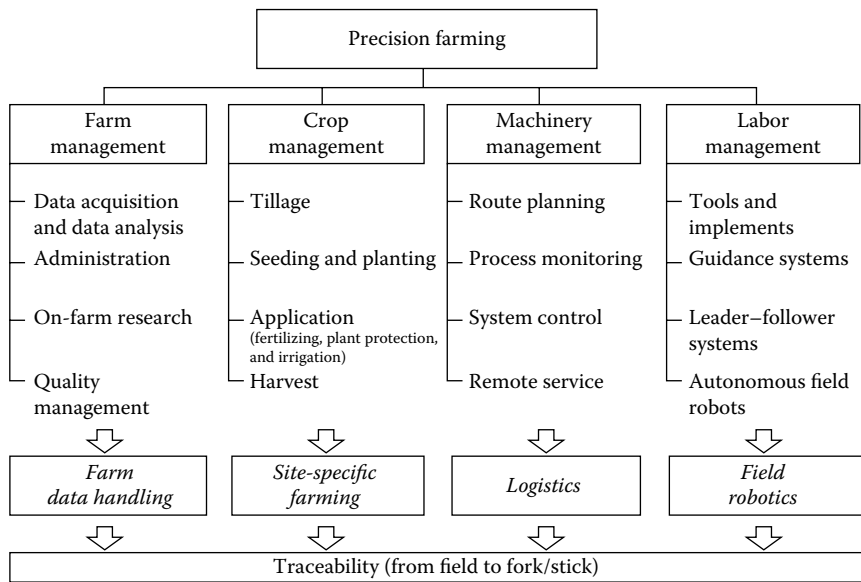 Precision farming
Farm
management
Crop
management
Machinery
management
Labor
management
Data acquisition
and data analysis
Administration
On-farm research
Quality
management
Tillage
Seeding and planting
Application
(fertilizing, plant protection,
and irrigation)
Harvest
Route planning
Process monitoring
System control
Remote service
Tools and
implements
Guidance systems
Leader–follower
systems
Autonomous field
robots
Farm
data handling
Site-specific
farming
Logistics
Field
robotics
Traceability (from field to fork/stick)